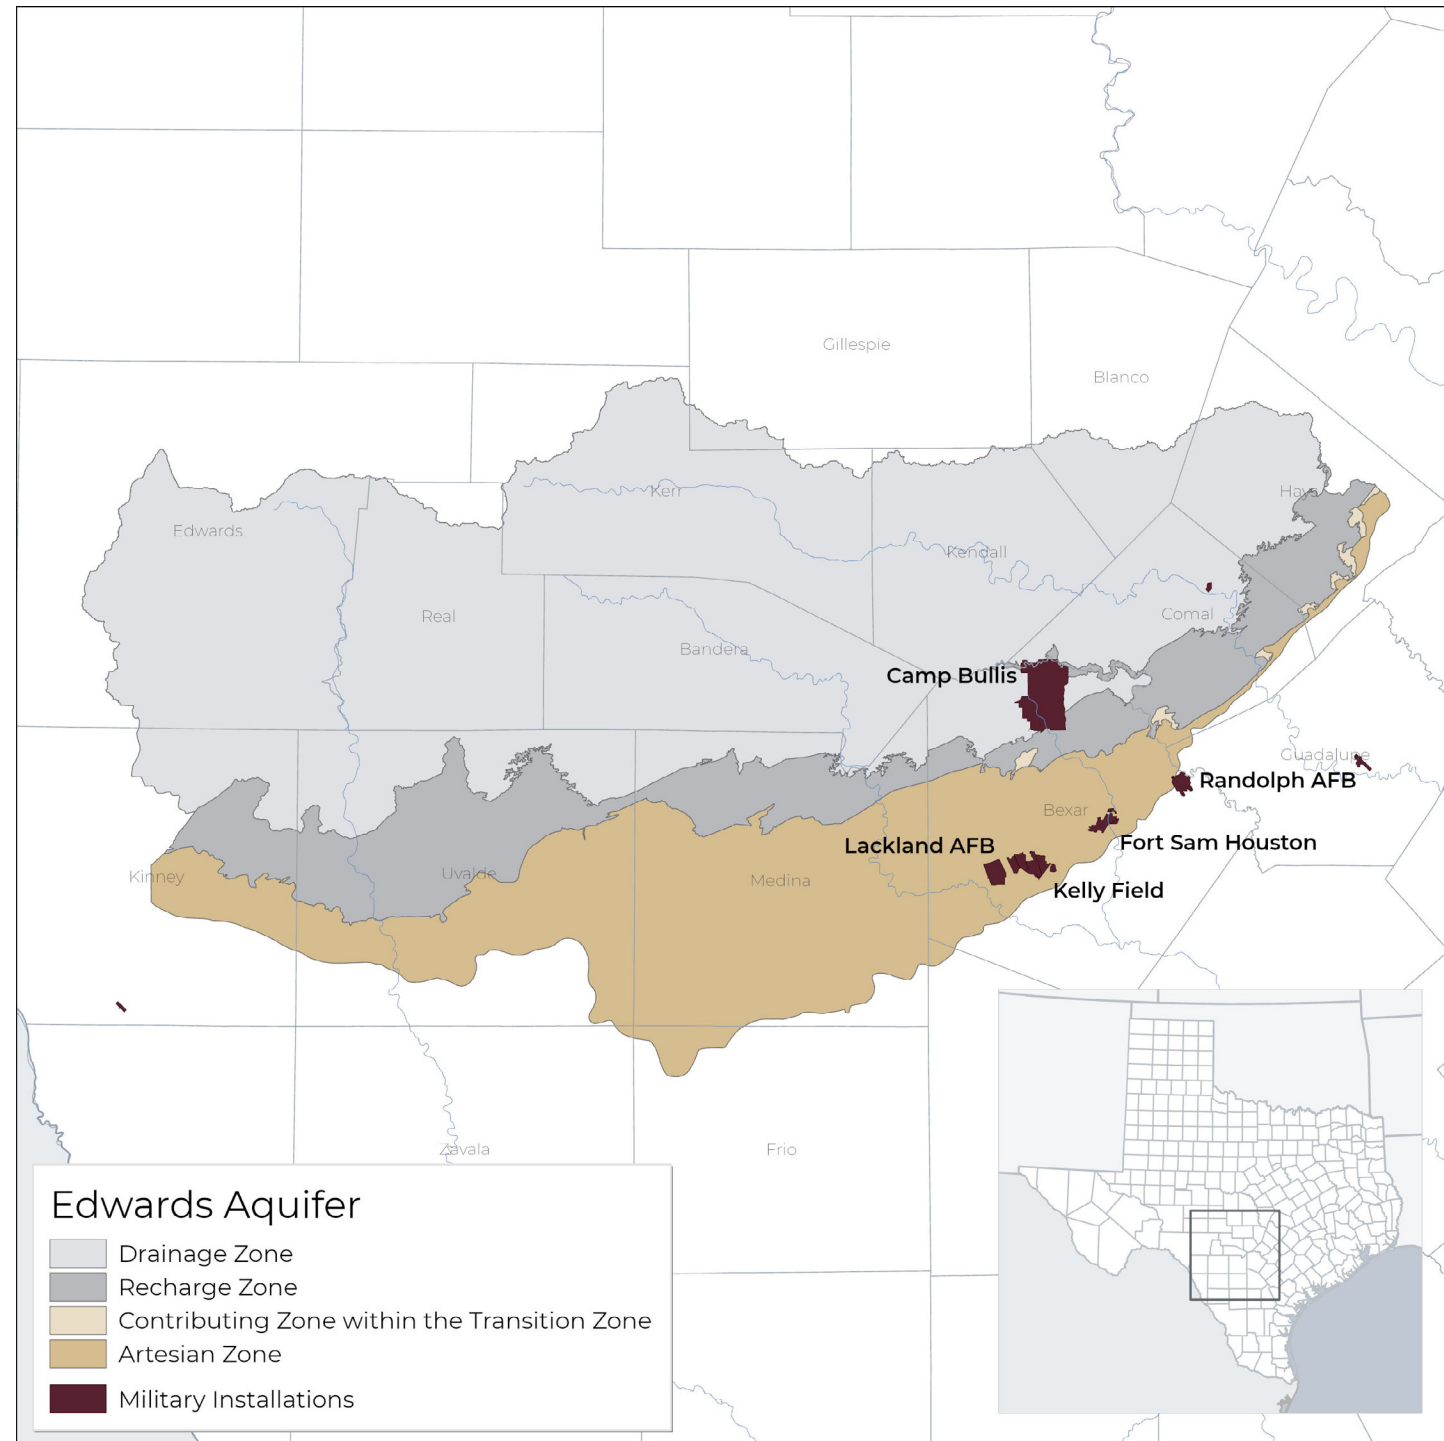 Gillespie
Blanco
Kerr
Hays
Edwards
Kendall
Real
Comal
Bandera
Camp Bullis
Guadalupe
Randolph AFB
Bexar
Fort Sam Houston
Lackland AFB
Kinney
Uvalde
Medina
Kelly Field
Zavala
Frio
Edwards Aquifer
Drainage Zone
Recharge Zone
Contributing Zone within the Transition Zone
Artesian Zone
Military Installations